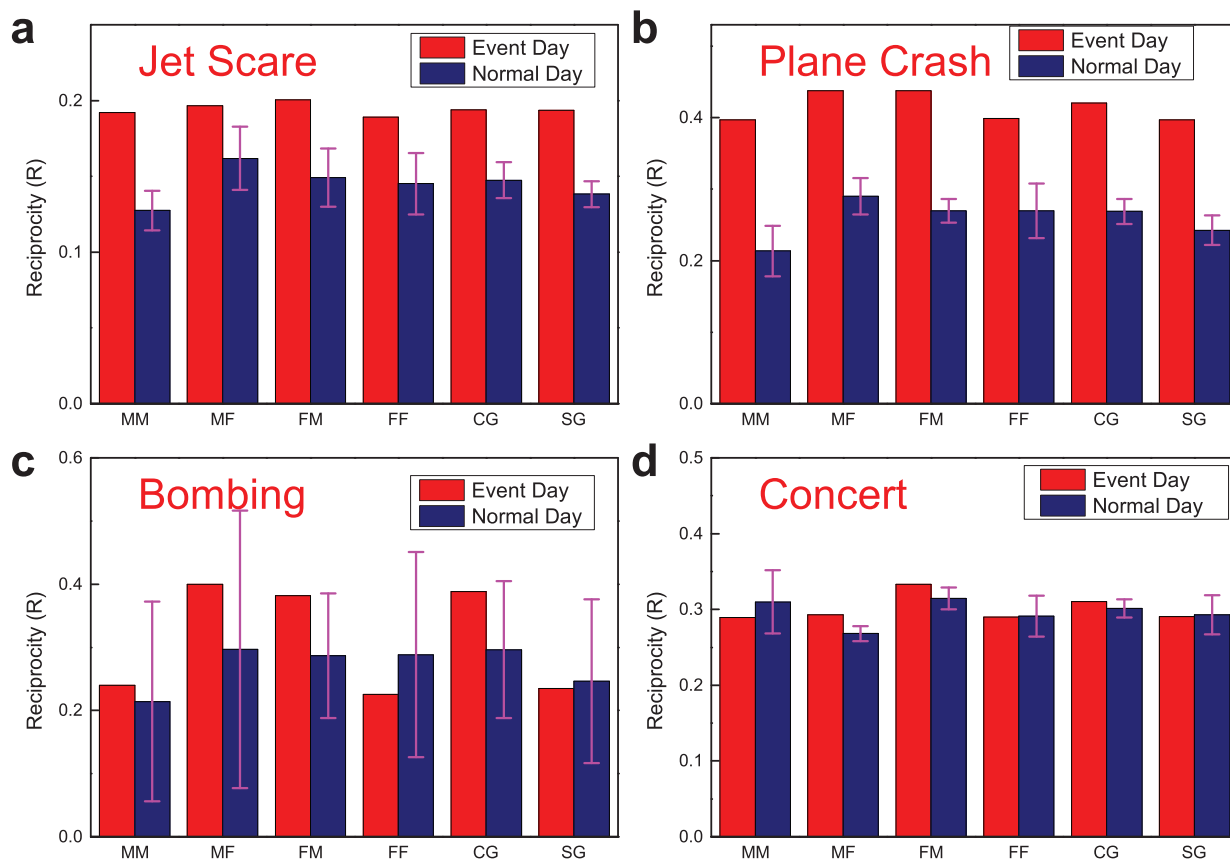 a
Jet Scare
Event Day
Normal Day
Reciprocity (R)
0.2
0.1
0.0
MM MF FM FF CG SG
b
Plane Crash
Event Day
Normal Day
Reciprocity (R)
0.4
0.2
0.0
MM MF FM FF CG SG
c
Bombing
Event Day
Normal Day
Reciprocity (R)
0.6
0.4
0.2
0.0
MM MF FM FF CG SG
d
Concert
Event Day
Normal Day
Reciprocity (R)
0.5
0.4
0.3
0.2
0.1
0.0
MM MF FM FF CG SG